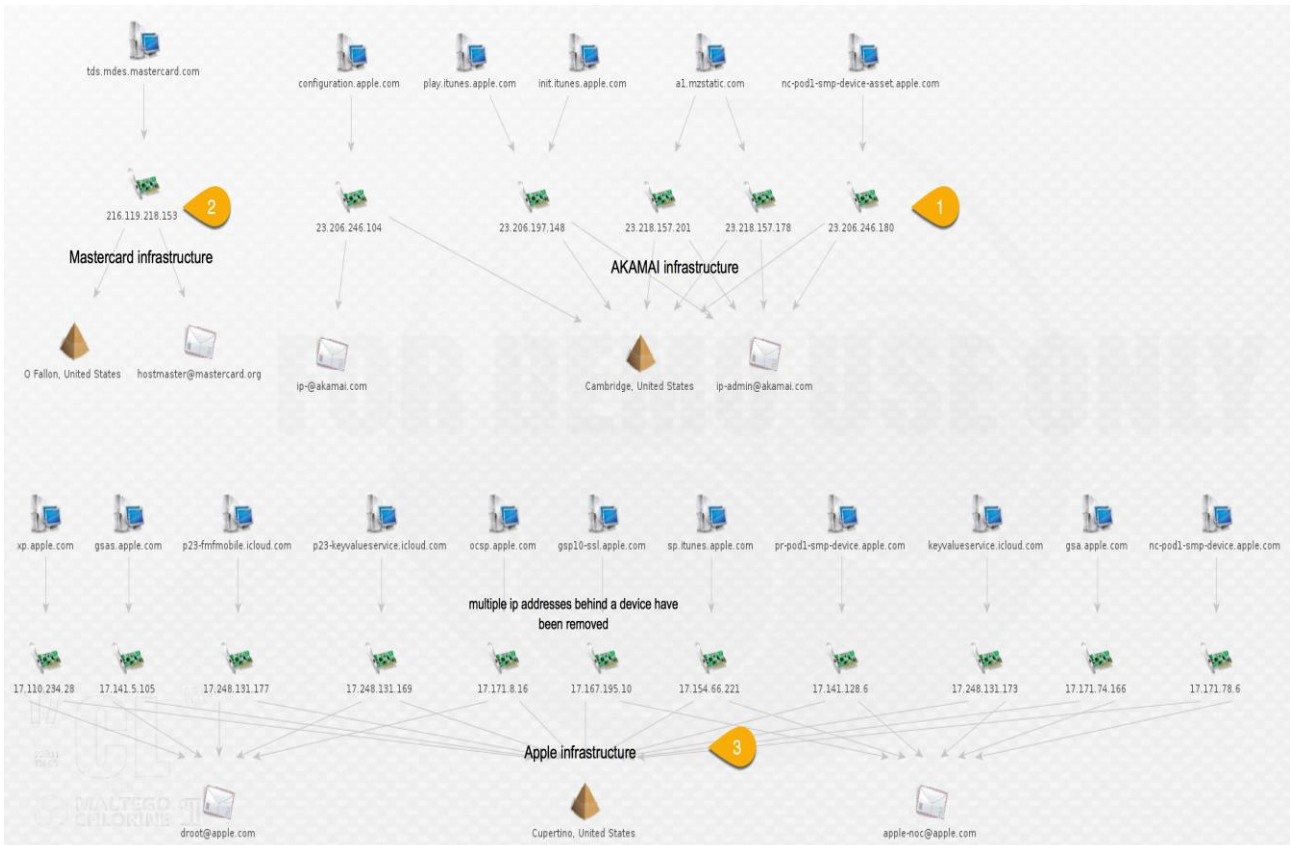 tds.mdes.mastercard.com
configuration.apple.com
play.itunes.apple.com
init.itunes.apple.com
a1.mzstatic.com
nc-pod1-smp-device-asset.apple.com
216.119.218.153
2
23.206.246.104
23.206.197.148
23.218.157.201
23.218.157.178
23.206.246.180
1
Mastercard infrastructure
AKAMAI infrastructure
O Fallon, United States
hostmaster@mastercard.org
ip-@akamai.com
Cambridge, United States
ip-admin@akamai.com
FOR DEMO USE ONLY
xp.apple.com
gsas.apple.com
p23-fmfmobile.icloud.com
p23-keyvalueservice.icloud.com
ocsp.apple.com
gsp10-ssl.apple.com
sp.itunes.apple.com
pr-pod1-smp-device.apple.com
keyvalueservice.icloud.com
gsa.apple.com
nc-pod1-smp-device.apple.com
multiple ip addresses behind a device have
been removed
17.110.234.28
17.141.5.105
17.248.131.177
17.248.131.169
17.171.8.16
17.167.195.10
17.154.66.221
17.141.128.6
17.248.131.173
17.171.74.166
17.171.78.6
Apple infrastructure
3
17
CL
MALTEGO
CHLORINE
droot@apple.com
Cupertino, United States
apple-noc@apple.com